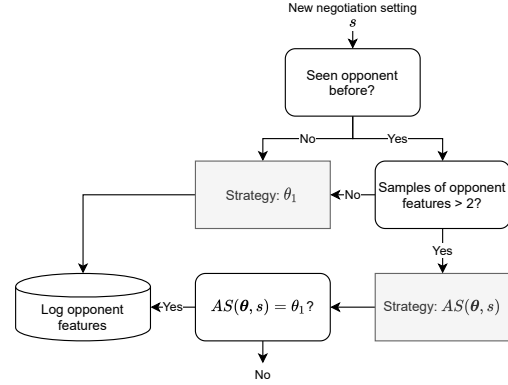 New negotiation setting
s
Seen opponent
before?
No
Yes
Strategy: θ₁
No
Samples of opponent
features > 2?
Yes
Log opponent
features
Yes
AS(θ, s) = θ₁?
Strategy: AS(θ, s)
No